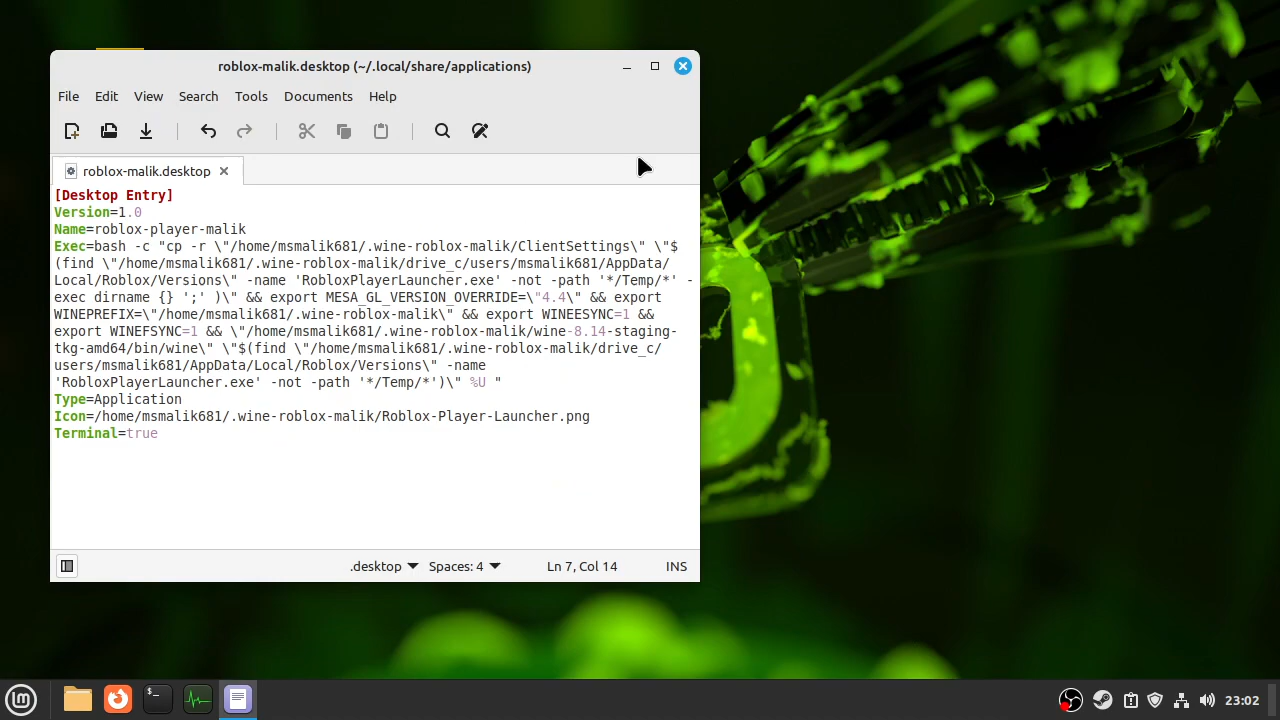 roblox-malik.desktop (~/.local/share/applications)
File Edit View Search Tools Documents Help
roblox-malik.desktop
[Desktop Entry]
Version=1.0
Name=roblox-player-malik
Exec=bash -c "cp -r \"/home/msmalik681/.wine-roblox-malik/ClientSettings\" \"$
(find \"/home/msmalik681/.wine-roblox-malik/drive_c/users/msmalik681/AppData/
Local/Roblox/Versions\" -name 'RobloxPlayerLauncher.exe' -not -path '*/Temp/*' -
exec dirname {} ';' )\" && export MESA_GL_VERSION_OVERRIDE=\"4.4\" && export
WINEPREFIX=\"/home/msmalik681/.wine-roblox-malik\" && export WINEESYNC=1 &&
export WINEFSYNC=1 && \"/home/msmalik681/.wine-roblox-malik/wine-8.14-staging-
tkg-amd64/bin/wine\" \"$(find \"/home/msmalik681/.wine-roblox-malik/drive_c/
users/msmalik681/AppData/Local/Roblox/Versions\" -name
'RobloxPlayerLauncher.exe' -not -path '*/Temp/*')\" %U "
Type=Application
Icon=/home/msmalik681/.wine-roblox-malik/Roblox-Player-Launcher.png
Terminal=true
.desktop Spaces: 4 Ln 7, Col 14 INS
23:02